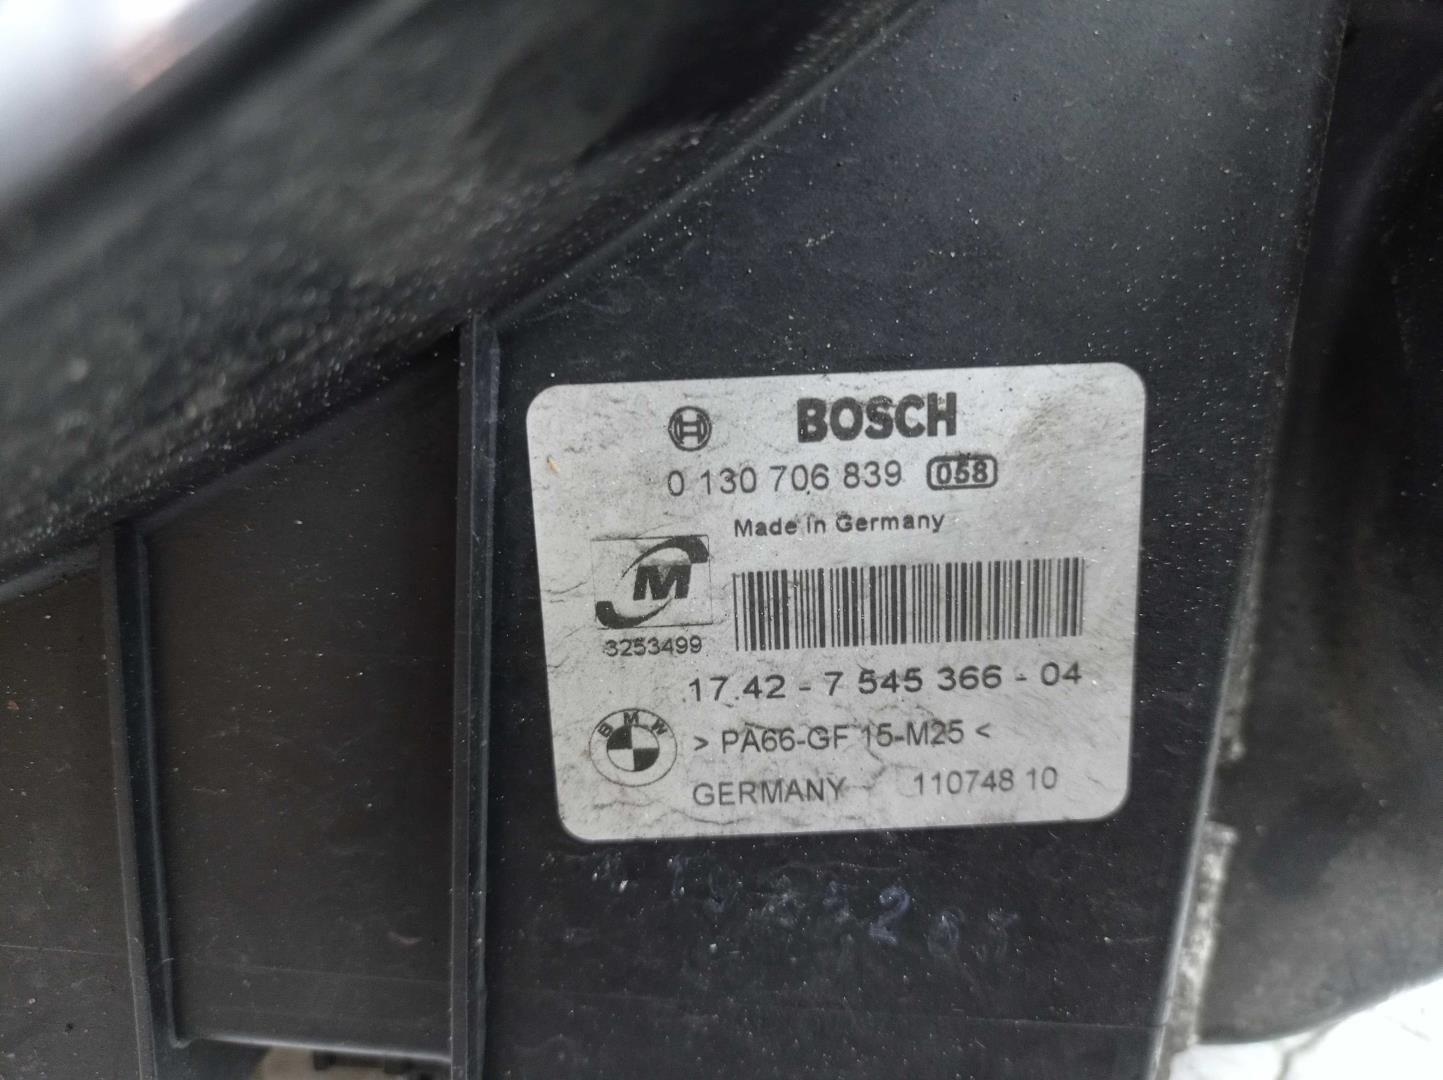 BOSCH
0 130 706 839 058
Made in Germany
M
3253499
17.42 - 7 545 366 - 04
BMW
> PA66-GF 15-M25 <
GERMANY 110748 10